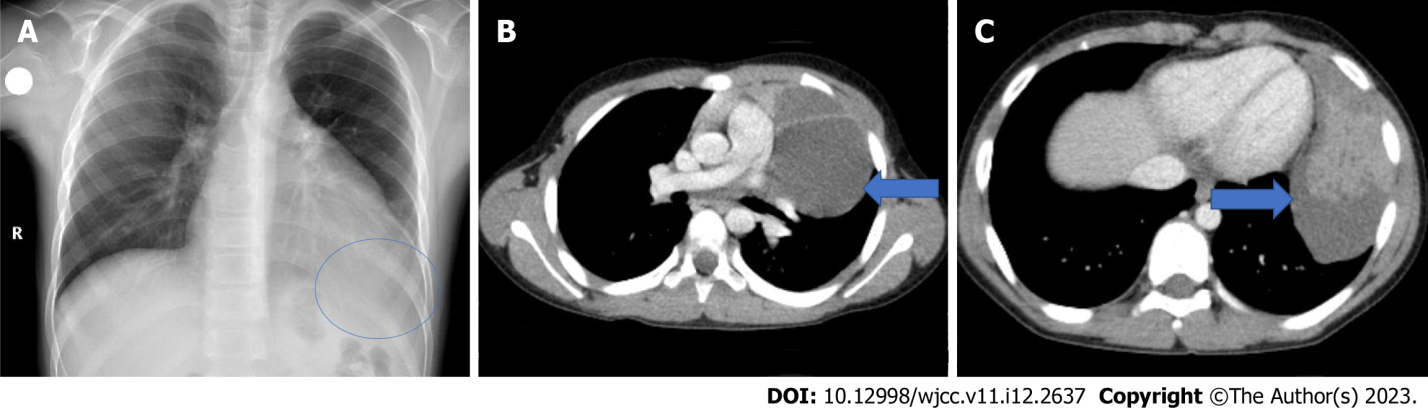 A
B
C
R
DOI: 10.12998/wjcc.v11.i12.2637 Copyright ©The Author(s) 2023.